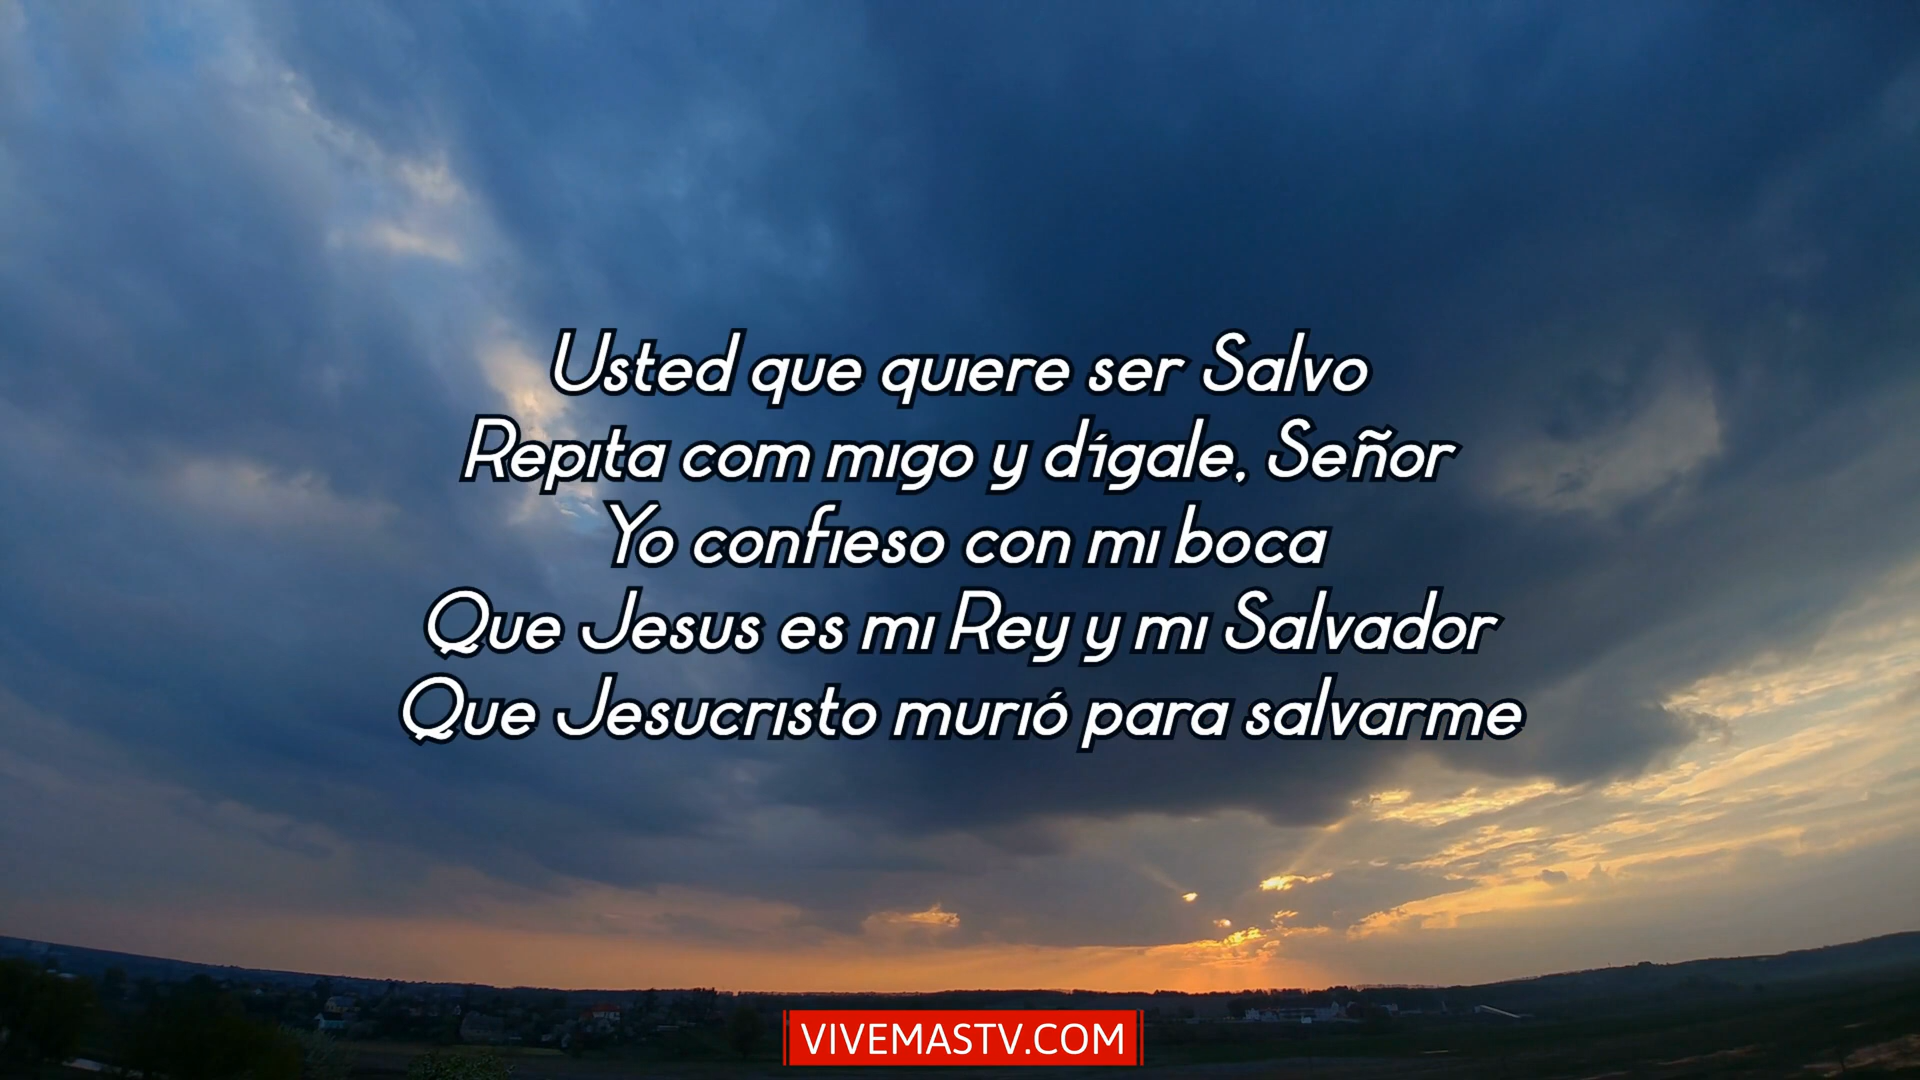 Usted que quiere ser Salvo
Repita com migo y dígale, Señor
Yo confieso con mi boca
Que Jesus es mi Rey y mi Salvador
Que Jesucristo murió para salvarme
VIVEMASTV.COM